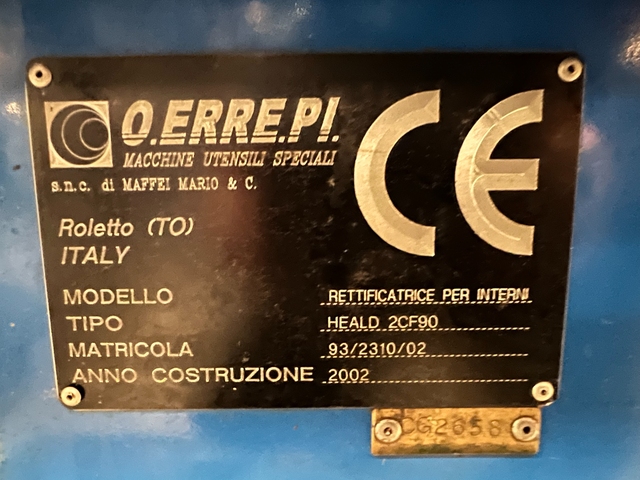 O.ERRE.PI.
MACCHINE UTENSILI SPECIALI
s.n.c. di MAFFEI MARIO & C.
CE
Roletto (TO)
ITALY
MODELLO RETTIFICATRICE PER INTERNI
TIPO HEALD 2CF90
MATRICOLA 93/2310/02
ANNO COSTRUZIONE 2002
CG2658